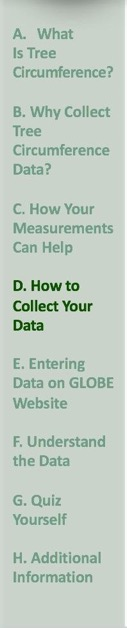 A. What
Is Tree
Circumference?
B. Why Collect
Tree
Circumference
Data?
C. How Your
Measurements
Can Help
D. How to
Collect Your
Data
E. Entering
Data on GLOBE
Website
F. Understand
the Data
G. Quiz
Yourself
H. Additional
Information